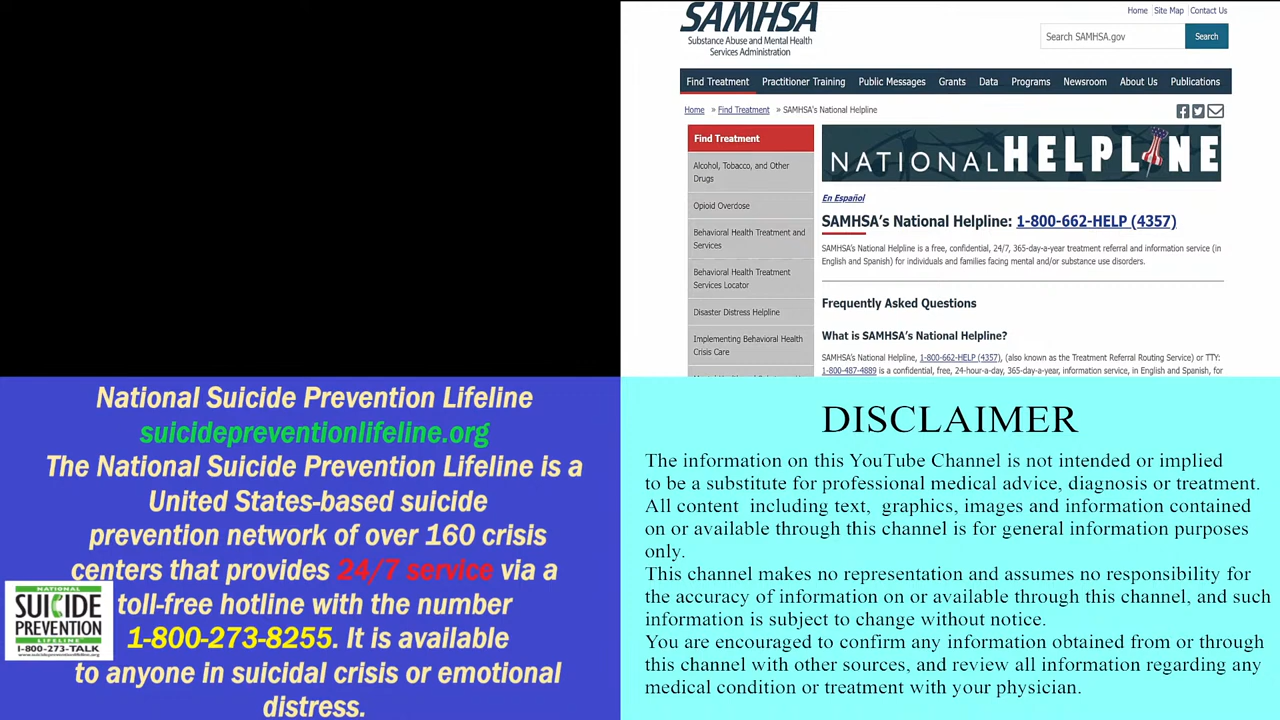 SAMHSA
Substance Abuse and Mental Health
Services Administration
Home Site Map Contact Us
Search SAMHSA.gov Search
Find Treatment Practitioner Training Public Messages Grants Data Programs Newsroom About Us Publications
Home » Find Treatment » SAMHSA's National Helpline
Find Treatment
Alcohol, Tobacco, and Other
Drugs
Opioid Overdose
Behavioral Health Treatment and
Services
Behavioral Health Treatment
Services Locator
Disaster Distress Helpline
Implementing Behavioral Health
Crisis Care
NATIONALHELPLINE
En Español
SAMHSA's National Helpline: 1-800-662-HELP (4357)
SAMHSA's National Helpline is a free, confidential, 24/7, 365-day-a-year treatment referral and information service (in
English and Spanish) for individuals and families facing mental and/or substance use disorders.
Frequently Asked Questions
What is SAMHSA's National Helpline?
SAMHSA's National Helpline, 1-800-662-HELP (4357), (also known as the Treatment Referral Routing Service) or TTY:
1-800-487-4889 is a confidential, free, 24-hour-a-day, 365-day-a-year, information service, in English and Spanish, for
National Suicide Prevention Lifeline
suicidepreventionlifeline.org
The National Suicide Prevention Lifeline is a
United States-based suicide
prevention network of over 160 crisis
centers that provides 24/7 service via a
toll-free hotline with the number
1-800-273-8255. It is available
to anyone in suicidal crisis or emotional
distress.
NATIONAL
SUICIDE
PREVENTION
LIFELINE
1-800-273-TALK
www.suicidepreventionlifeline.org
DISCLAIMER
The information on this YouTube Channel is not intended or implied
to be a substitute for professional medical advice, diagnosis or treatment.
All content including text, graphics, images and information contained
on or available through this channel is for general information purposes
only.
This channel makes no representation and assumes no responsibility for
the accuracy of information on or available through this channel, and such
information is subject to change without notice.
You are encouraged to confirm any information obtained from or through
this channel with other sources, and review all information regarding any
medical condition or treatment with your physician.